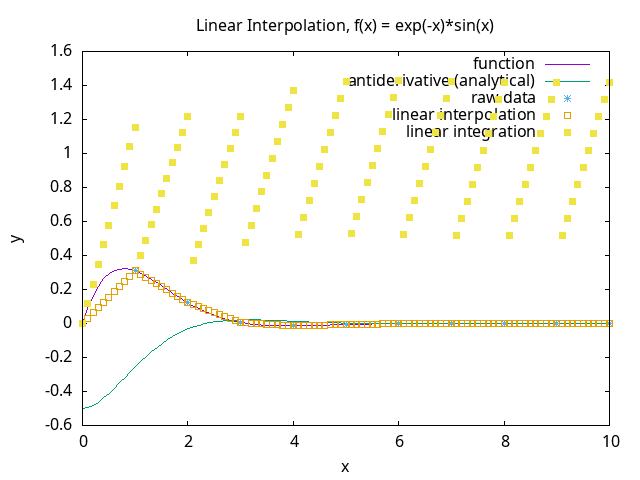 Linear Interpolation, f(x) = exp(-x)*sin(x)
1.6
1.4
1.2
1
0.8
0.6
0.4
0.2
0
-0.2
-0.4
-0.6
y
function
antiderivative (analytical)
raw data
linear interpolation
linear integration
0 2 4 6 8 10
x